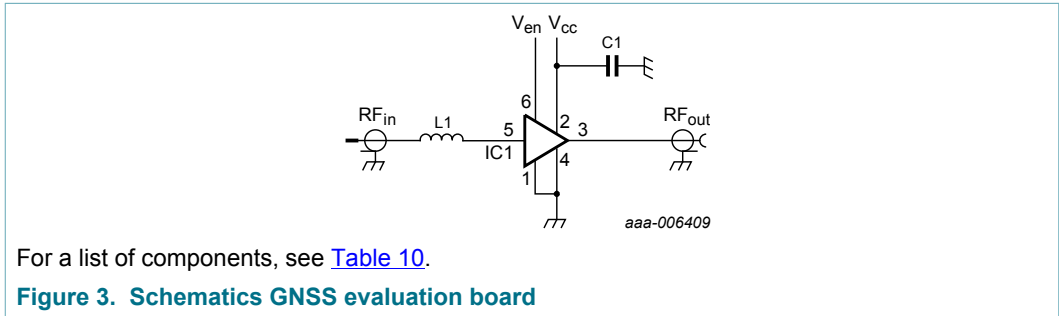 Ven Vcc
C1
6
RFin
L1
5
2
3
RFout
IC1
4
1
aaa-006409
For a list of components, see Table 10.
Figure 3. Schematics GNSS evaluation board